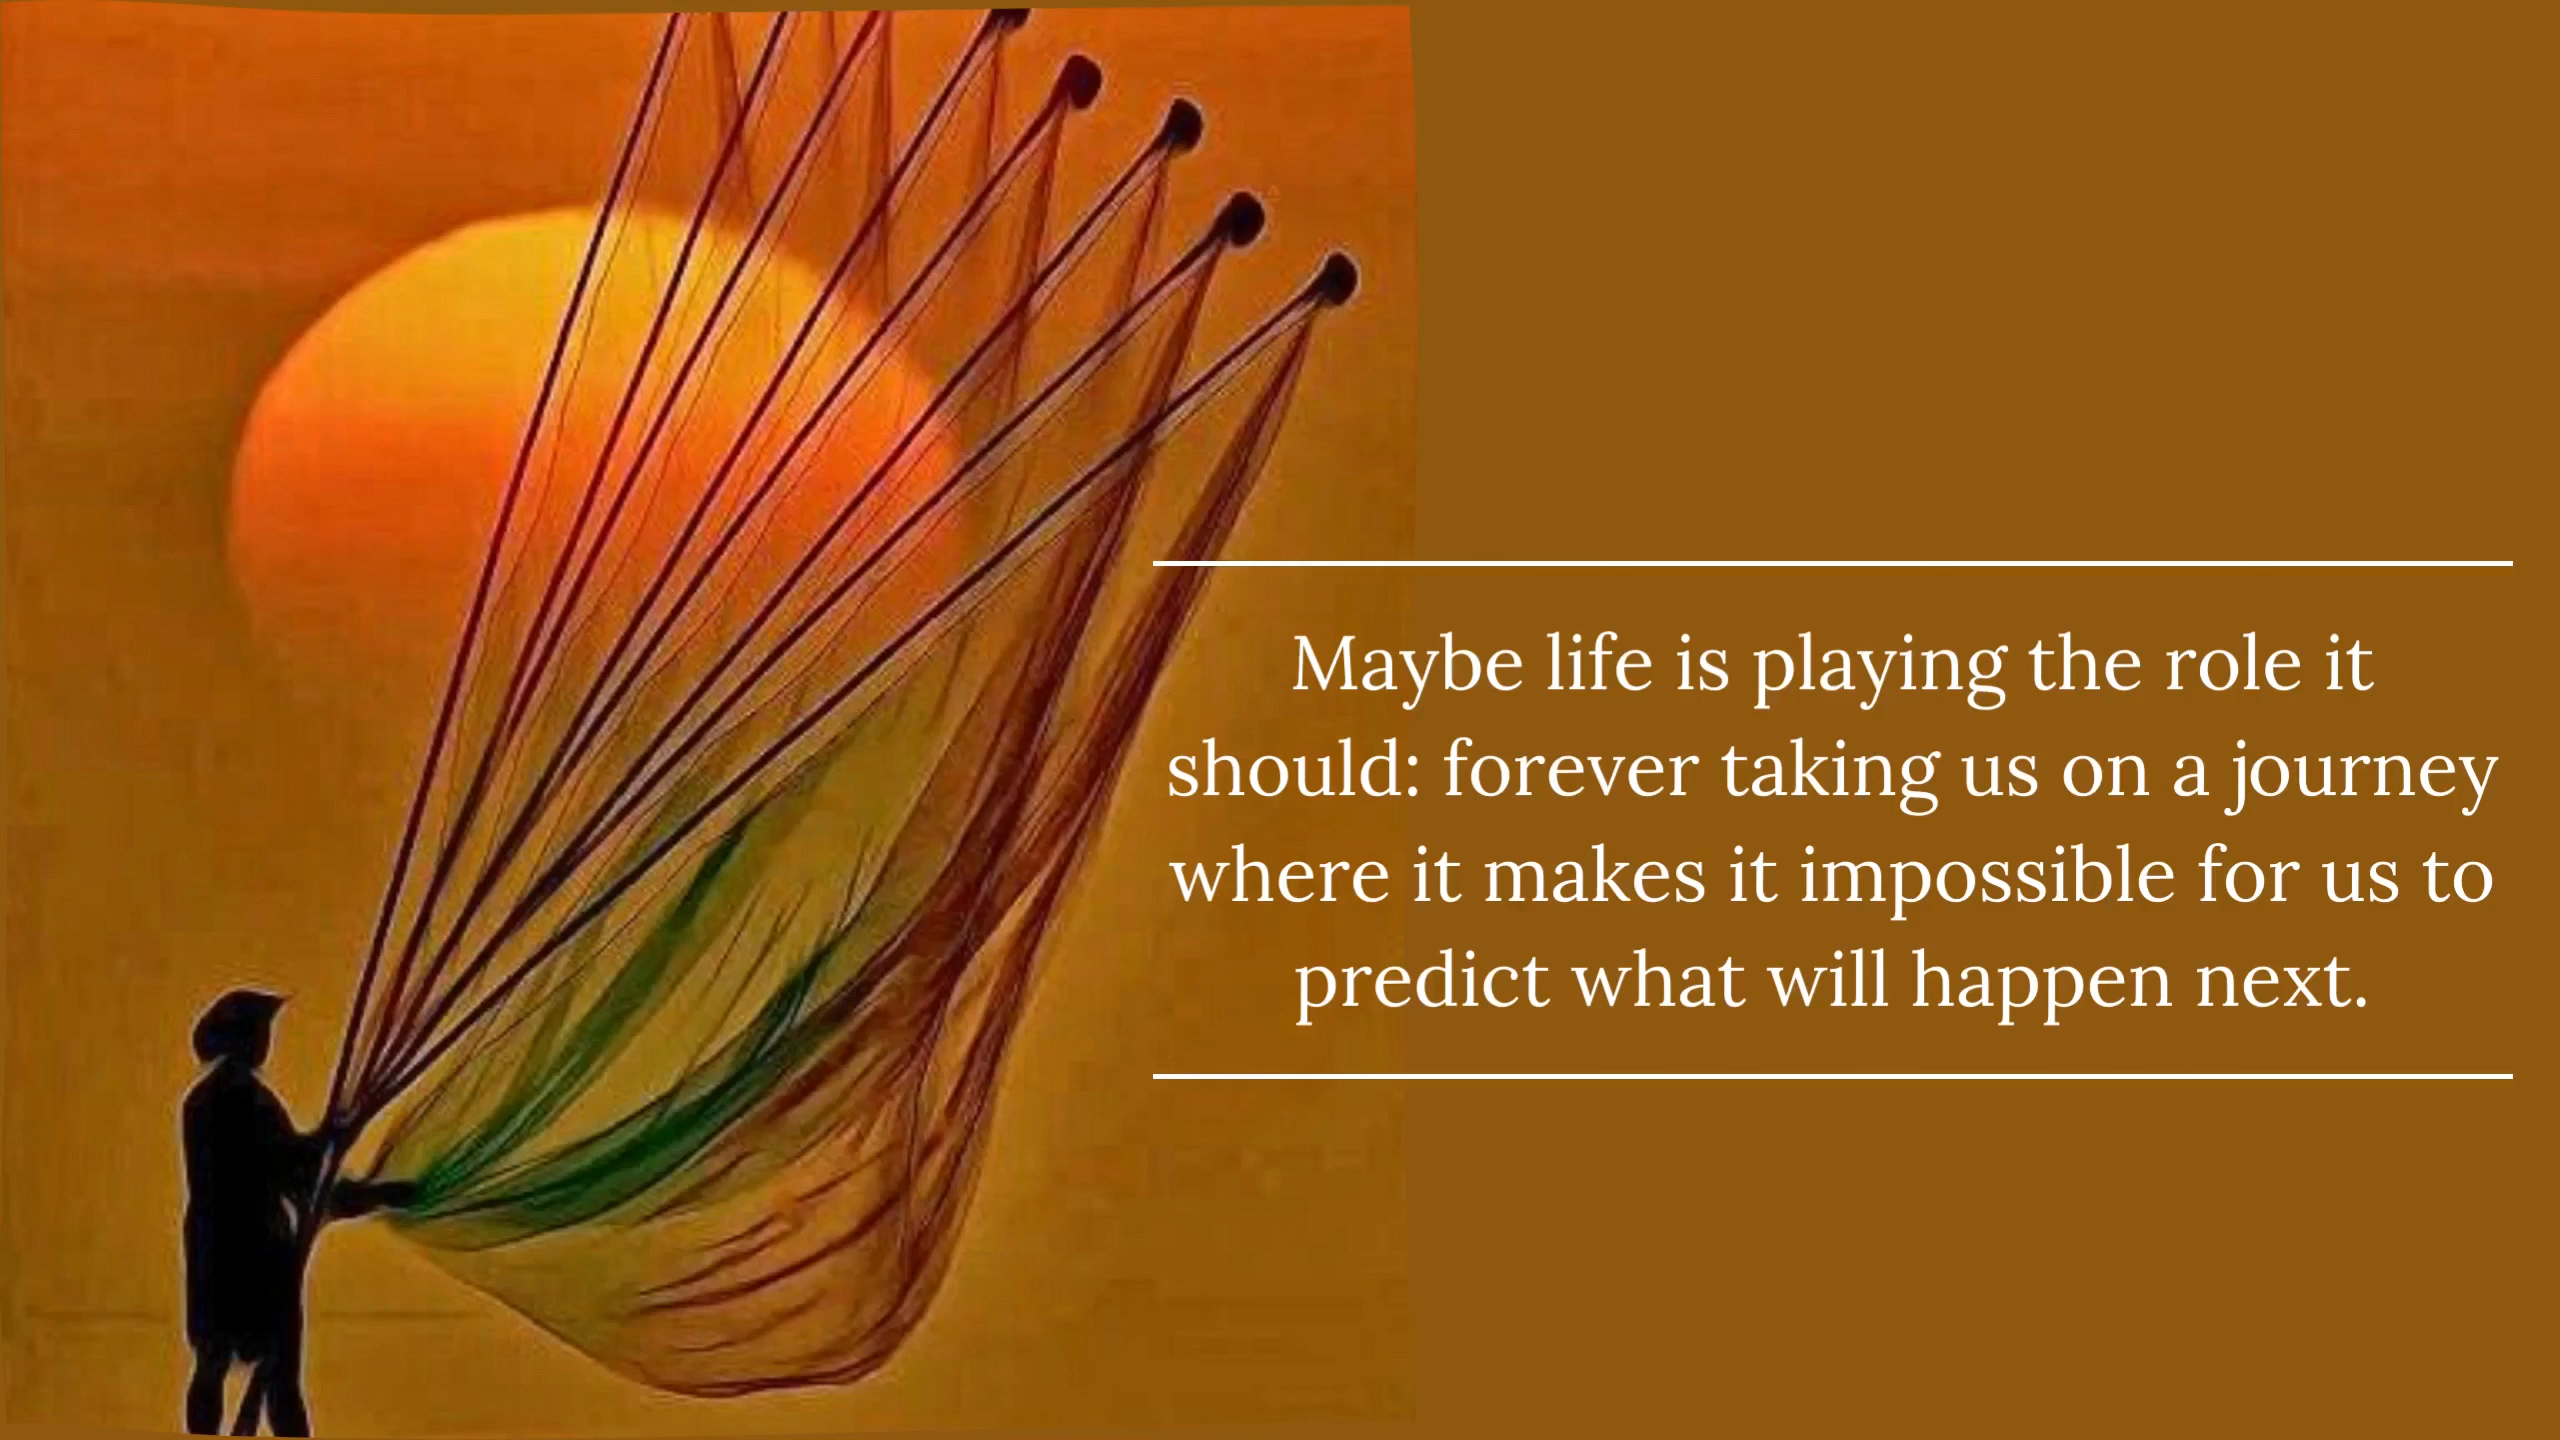 Maybe life is playing the role it
should: forever taking us on a journey
where it makes it impossible for us to
predict what will happen next.